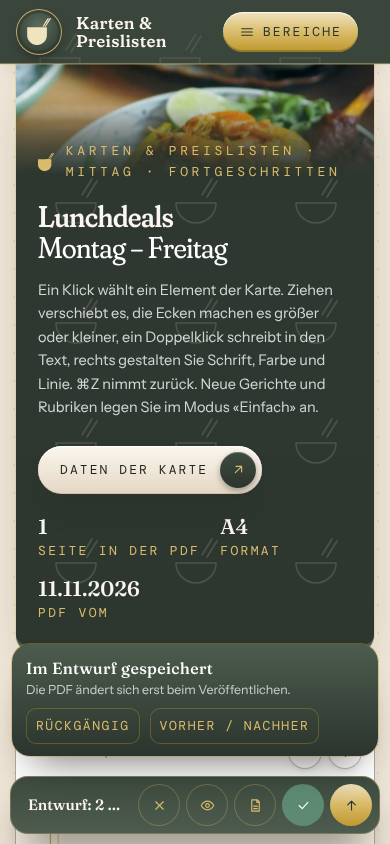 Karten &
Preislisten
BEREICHE
KARTEN & PREISLISTEN ·
MITTAG · FORTGESCHRITTEN
Lunchdeals
Montag – Freitag
Ein Klick wählt ein Element der Karte. Ziehen
verschiebt es, die Ecken machen es größer
oder kleiner, ein Doppelklick schreibt in den
Text, rechts gestalten Sie Schrift, Farbe und
Linie. ⌘Z nimmt zurück. Neue Gerichte und
Rubriken legen Sie im Modus «Einfach» an.
DATEN DER KARTE
1
SEITE IN DER PDF
A4
FORMAT
11.11.2026
PDF VOM
Im Entwurf gespeichert
Die PDF ändert sich erst beim Veröffentlichen.
RÜCKGÄNGIG
VORHER / NACHHER
Entwurf: 2 ...